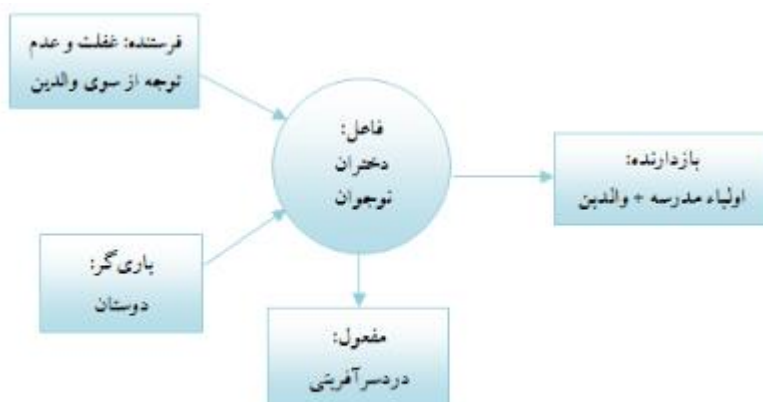 فرستنده: غفلت و عدم
توجه از سوی والدین
فاعل:
دختران
نوجوان
بازدارنده:
اولیاء مدرسه + والدین
یاری‌گر:
دوستان
مفعول:
دردسرآفرینی